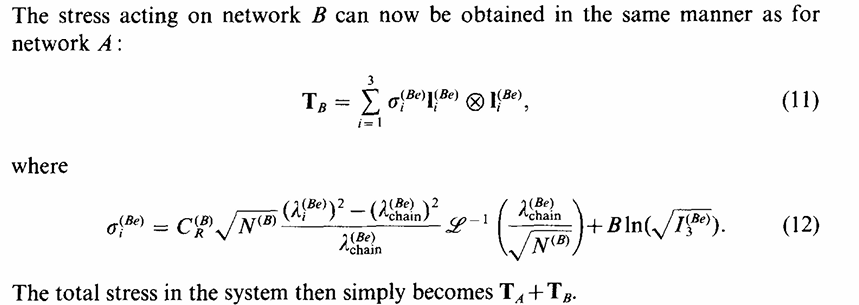 The stress acting on network B can now be obtained in the same manner as for
network A:
$\mathbf{T}_B = \sum_{i=1}^{3} \sigma_i^{(Be)} \mathbf{l}_i^{(Be)} \otimes \mathbf{l}_i^{(Be)},$ (11)
where
$\sigma_i^{(Be)} = C_R^{(B)} \sqrt{N^{(B)}} \frac{(\lambda_i^{(Be)})^2 - (\lambda_{\text{chain}}^{(Be)})^2}{\lambda_{\text{chain}}^{(Be)}} \mathscr{L}^{-1} \left( \frac{\lambda_{\text{chain}}^{(Be)}}{\sqrt{N^{(B)}}} \right) + B \ln(\sqrt{I_3^{(Be)}}).$ (12)
The total stress in the system then simply becomes $\mathbf{T}_A + \mathbf{T}_B$.